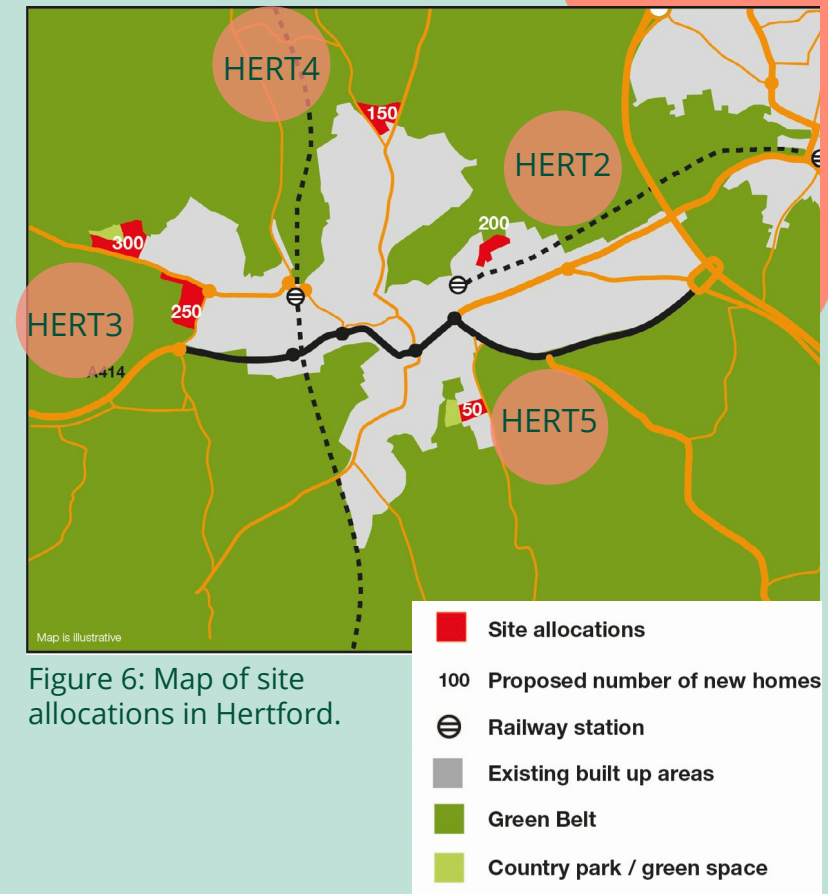 HERT4
150
HERT2
200
300
250
HERT3
A414
50
HERT5
Map is illustrative
Figure 6: Map of site
allocations in Hertford.
Site allocations
100 Proposed number of new homes
Railway station
Existing built up areas
Green Belt
Country park / green space